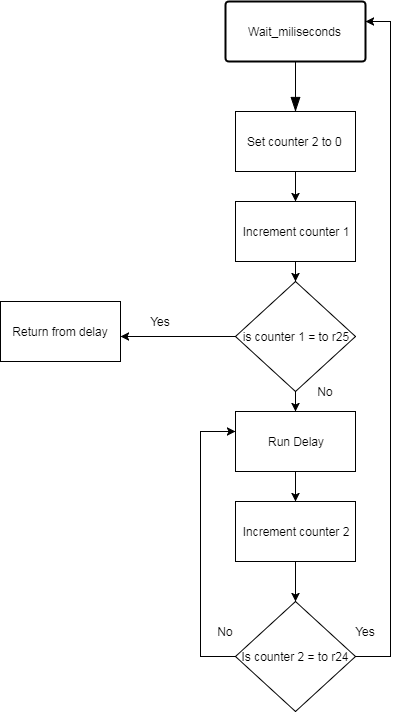 Wait_miliseconds
Set counter 2 to 0
Increment counter 1
is counter 1 = to r25
Yes
Return from delay
No
Run Delay
Increment counter 2
Is counter 2 = to r24
No
Yes